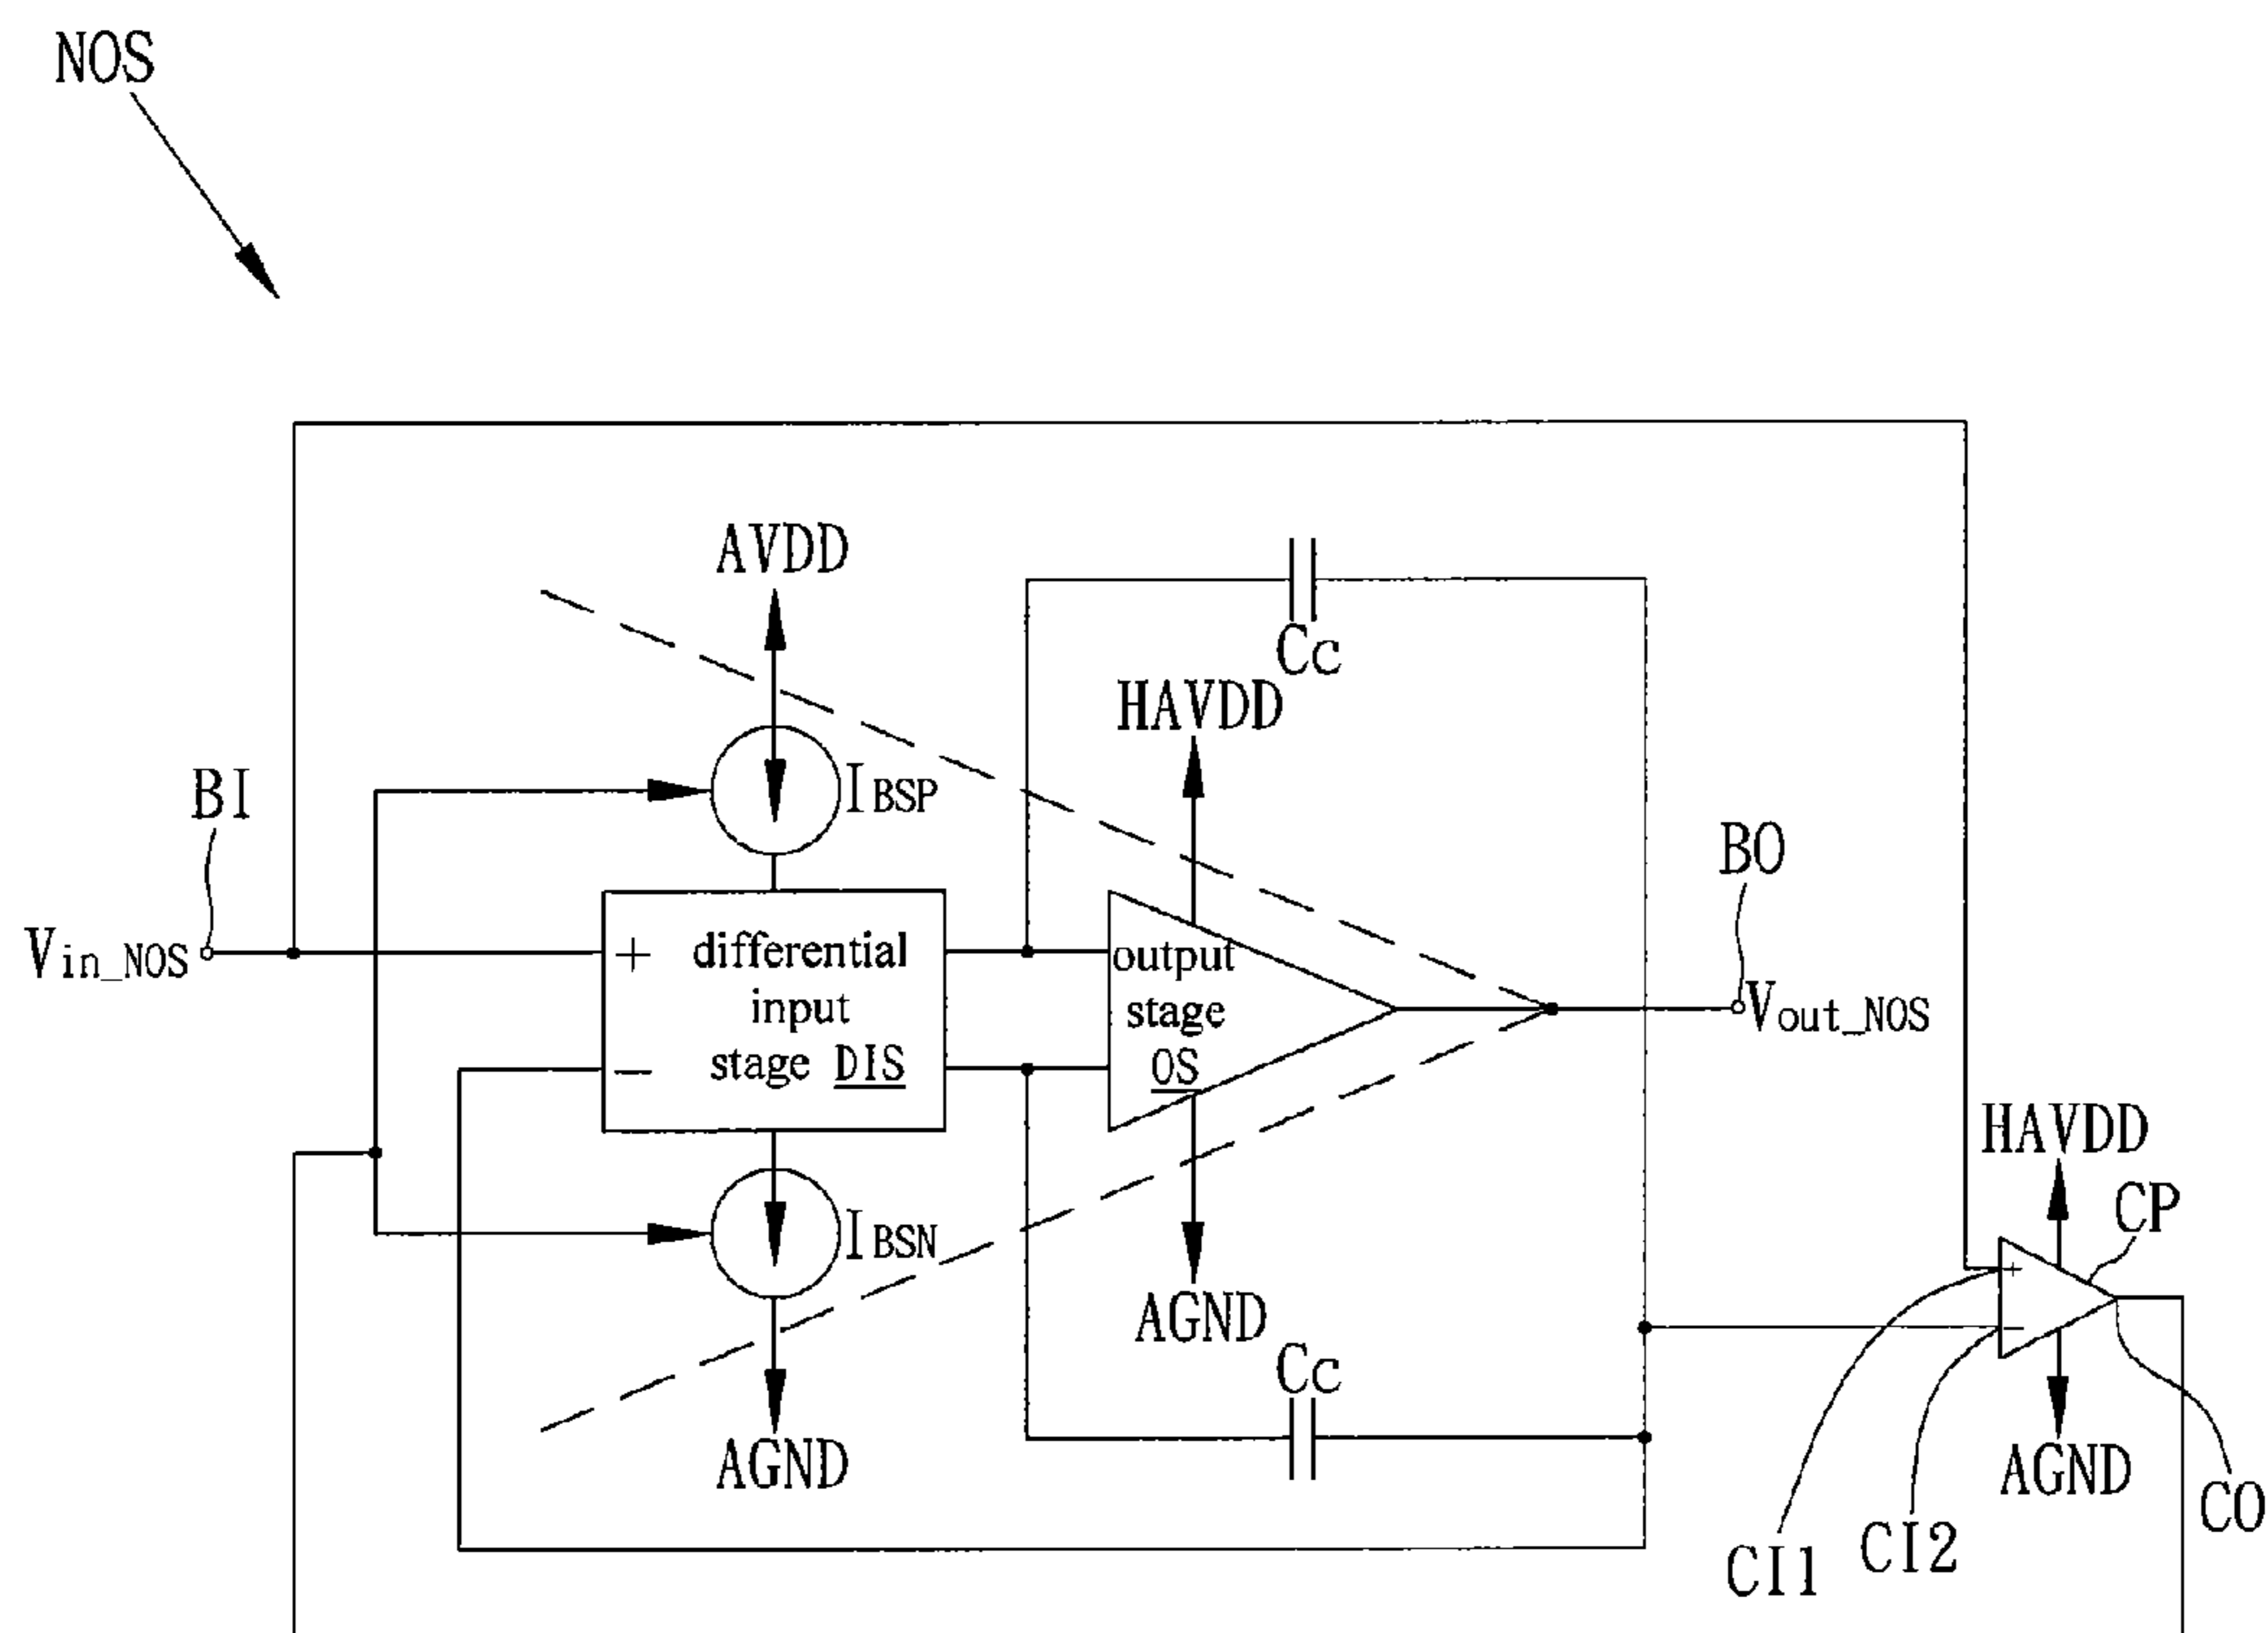 NOS
AVDD
Cc
HAVDD
IBSP
BI
BO
Vin_NOS
+
differential
input
stage DIS
−
output
stage
OS
Vout_NOS
IBSN
AGND
AGND
Cc
HAVDD
CP
+
−
AGND
CO
CI1
CI2